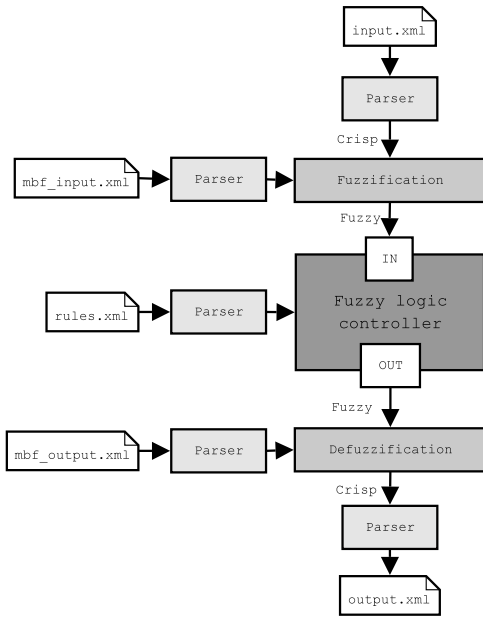 input.xml
Parser
Crisp
mbf_input.xml
Parser
Fuzzification
Fuzzy
IN
rules.xml
Parser
Fuzzy logic
controller
OUT
Fuzzy
mbf_output.xml
Parser
Defuzzification
Crisp
Parser
output.xml